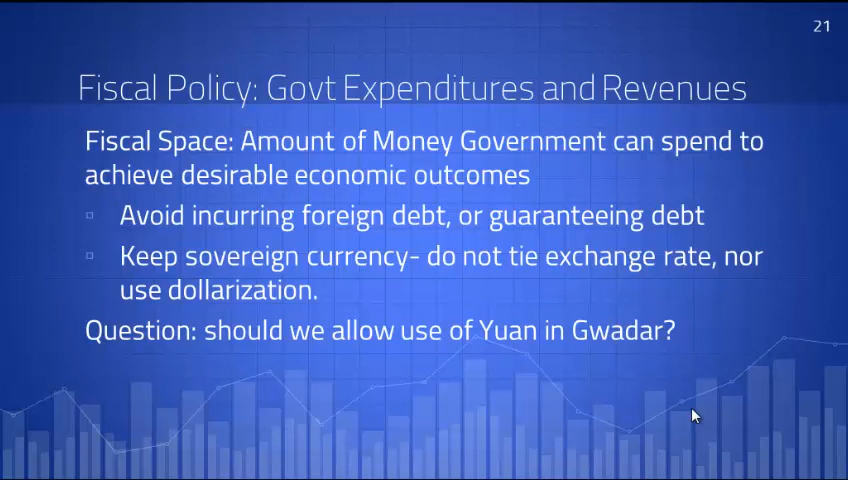 21
Fiscal Policy: Govt Expenditures and Revenues
Fiscal Space: Amount of Money Government can spend to
achieve desirable economic outcomes
▫ Avoid incurring foreign debt, or guaranteeing debt
▫ Keep sovereign currency- do not tie exchange rate, nor
use dollarization.
Question: should we allow use of Yuan in Gwadar?